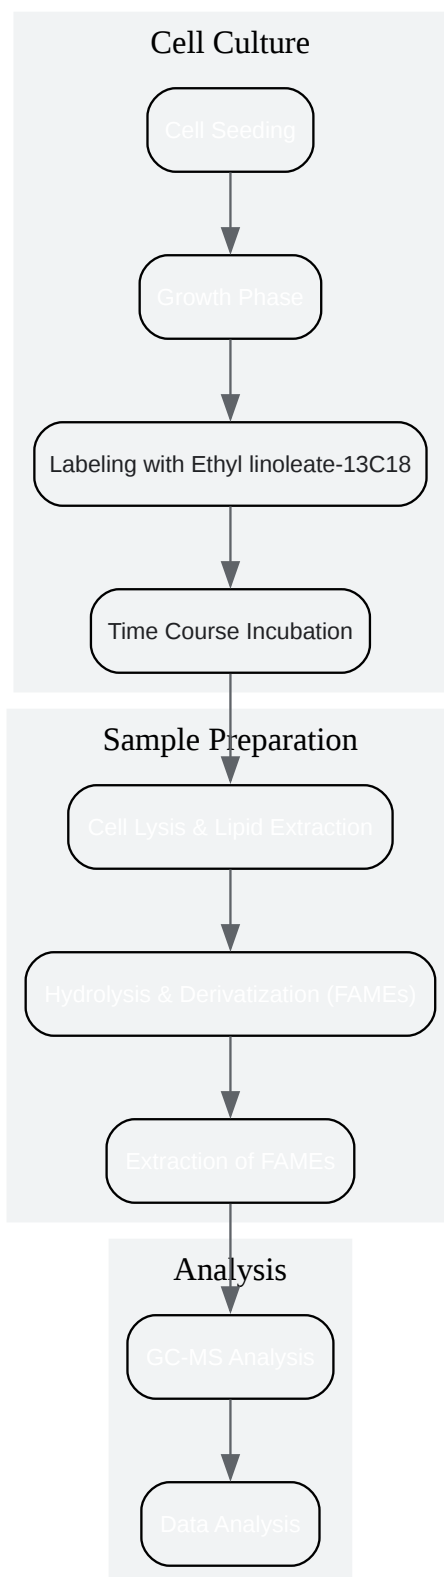 Cell Culture
Cell Seeding
Growth Phase
Labeling with Ethyl linoleate-13C18
Time Course Incubation
Sample Preparation
Cell Lysis & Lipid Extraction
Hydrolysis & Derivatization (FAMEs)
Extraction of FAMEs
Analysis
GC-MS Analysis
Data Analysis